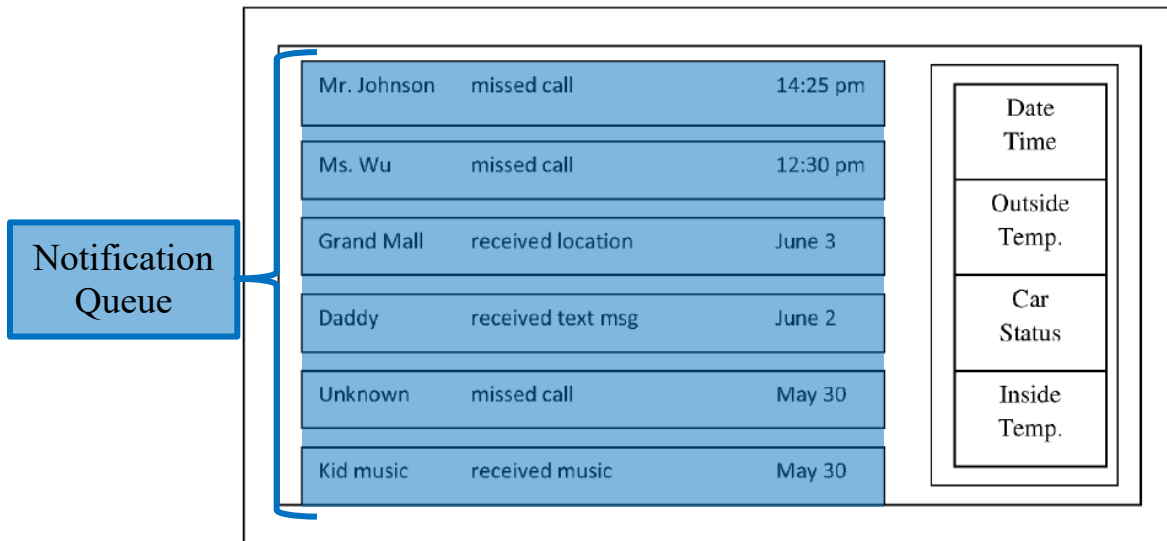 Notification
Queue
Mr. Johnson missed call 14:25 pm
Ms. Wu missed call 12:30 pm
Grand Mall received location June 3
Daddy received text msg June 2
Unknown missed call May 30
Kid music received music May 30
Date
Time
Outside
Temp.
Car
Status
Inside
Temp.